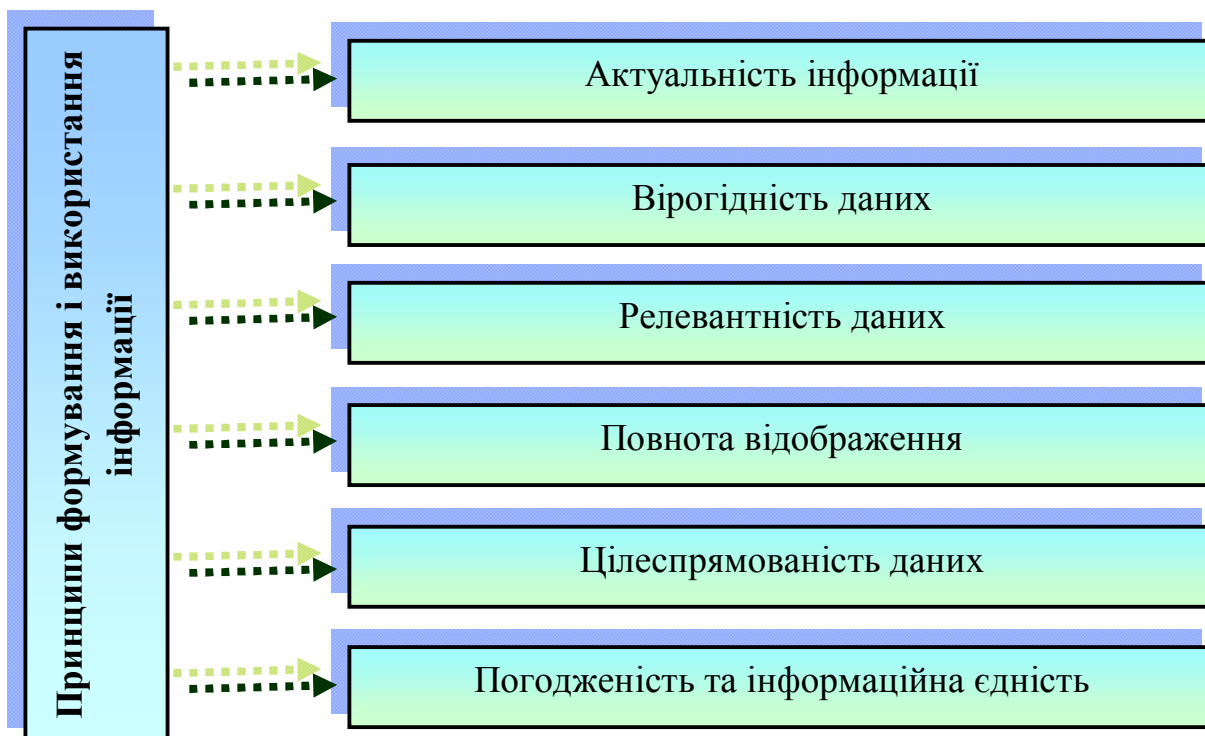 Принципи формування і використання
інформації
Актуальність інформації
Вірогідність даних
Релевантність даних
Повнота відображення
Цілеспрямованість даних
Погодженість та інформаційна єдність